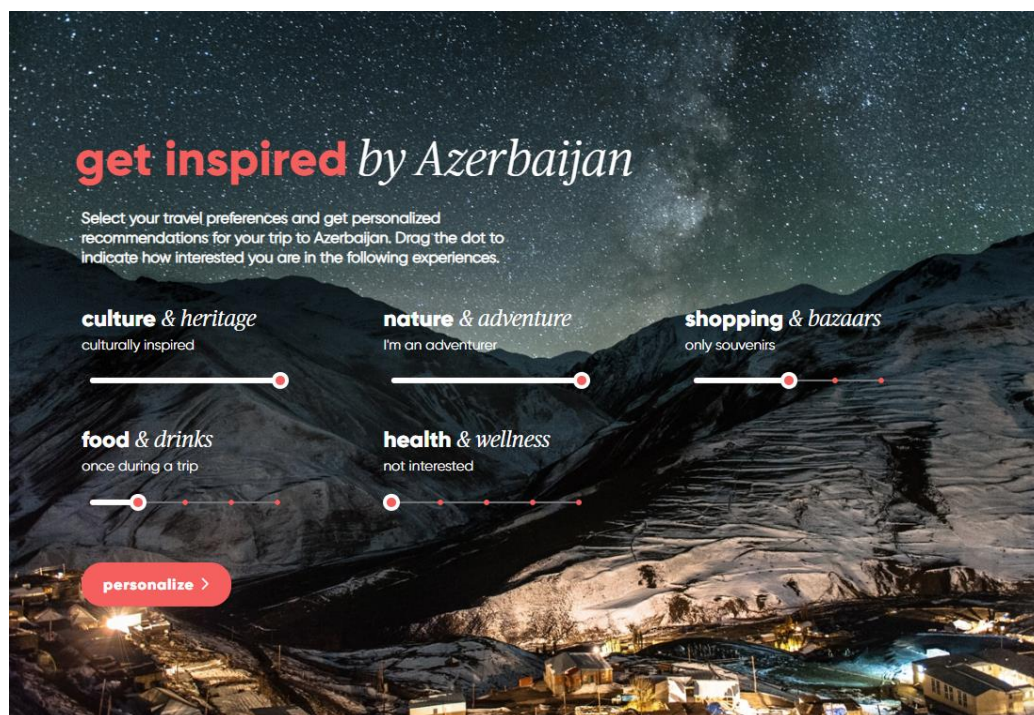 get inspired by Azerbaijan
Select your travel preferences and get personalized
recommendations for your trip to Azerbaijan. Drag the dot to
indicate how interested you are in the following experiences.
culture & heritage
culturally inspired
nature & adventure
I'm an adventurer
shopping & bazaars
only souvenirs
food & drinks
once during a trip
health & wellness
not interested
personalize >